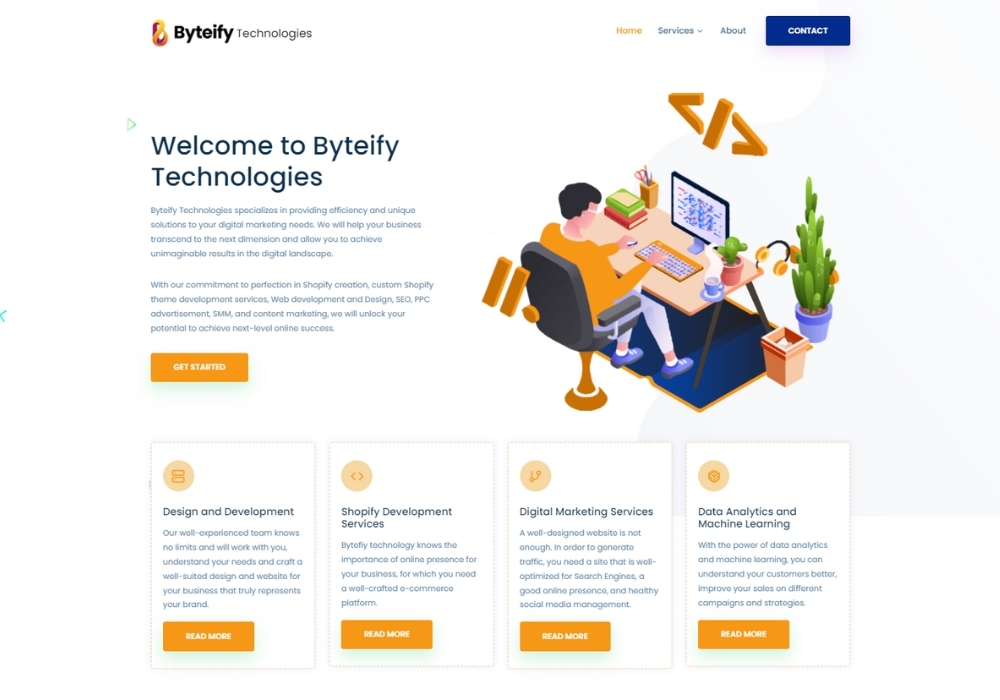 Byteify Technologies
Home Services About CONTACT
Welcome to Byteify
Technologies
Byteify Technologies specializes in providing efficiency and unique
solutions to your digital marketing needs. We will help your business
transcend to the next dimension and allow you to achieve
unimaginable results in the digital landscape.
With our commitment to perfection in Shopify creation, custom Shopify
theme development services, Web development and Design, SEO, PPC
advertisement, SMM, and content marketing, we will unlock your
potential to achieve next-level online success.
GET STARTED
Design and Development
Our well-experienced team knows
no limits and will work with you,
understand your needs and craft a
well-suited design and website for
your business that truly represents
your brand.
READ MORE
Shopify Development
Services
Bytefiy technology knows the
importance of online presence for
your business, for which you need
a well-crafted e-commerce
platform.
READ MORE
Digital Marketing Services
A well-designed website is not
enough. In order to generate
traffic, you need a site that is well-
optimized for Search Engines, a
good online presence, and healthy
social media management.
READ MORE
Data Analytics and
Machine Learning
With the power of data analytics
and machine learning, you can
understand your customers better,
improve your sales on different
campaigns and strategies.
READ MORE